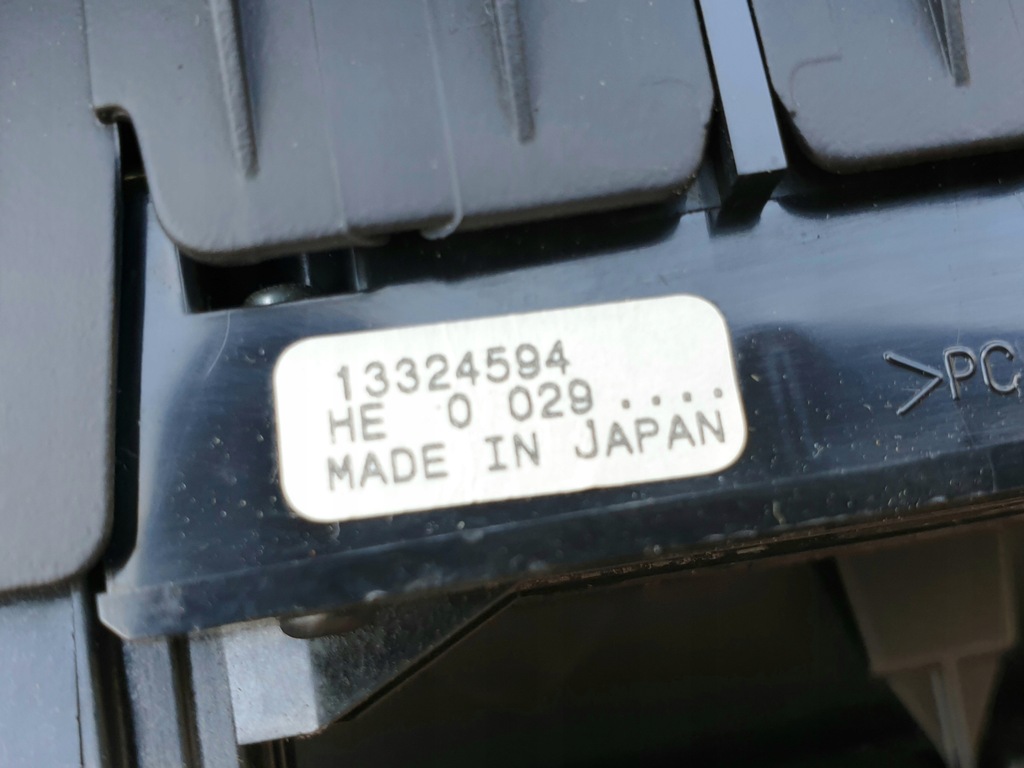 13324594
HE 0 029 ....
MADE IN JAPAN
>PC